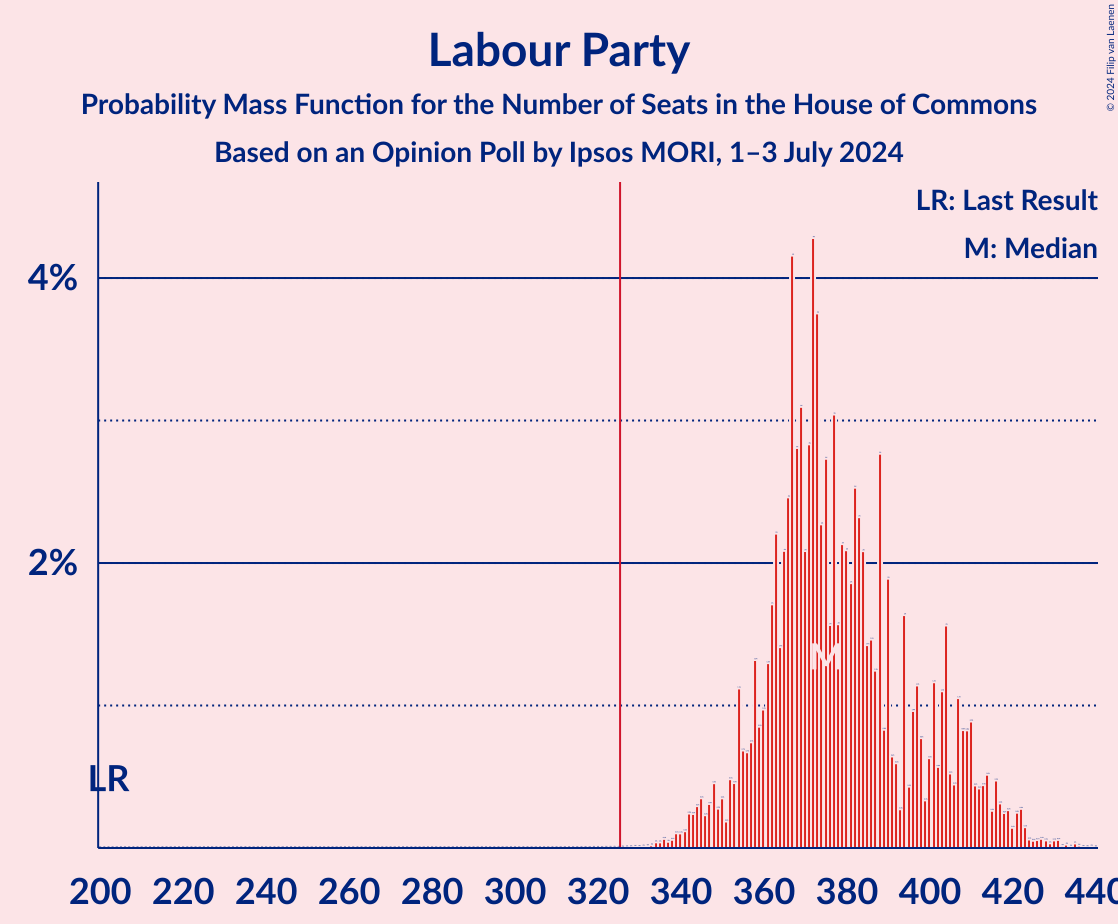 Labour Party
Probability Mass Function for the Number of Seats in the House of Commons
Based on an Opinion Poll by Ipsos MORI, 1–3 July 2024
© 2024 Filip van Laenen
LR: Last Result
M: Median
4%
2%
M
LR
200 220 240 260 280 300 320 340 360 380 400 420 440